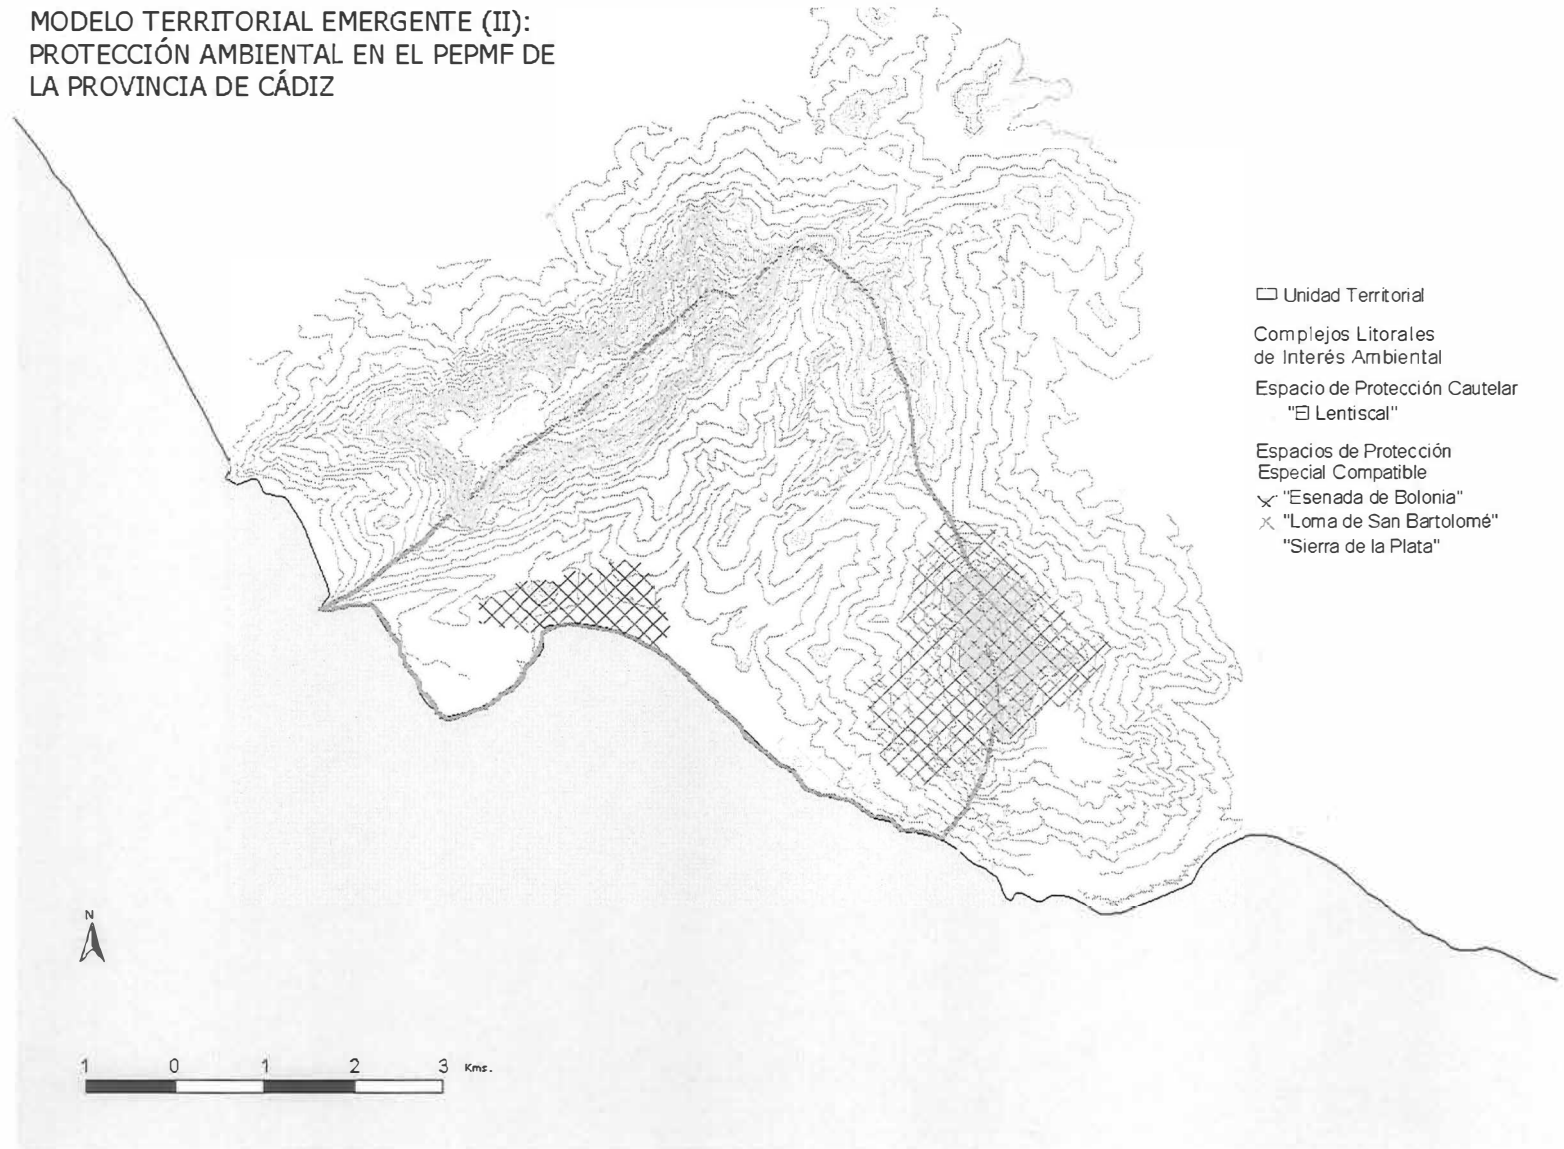 MODELO TERRITORIAL EMERGENTE (II):
PROTECCIÓN AMBIENTAL EN EL PEPMF DE
LA PROVINCIA DE CÁDIZ
Unidad Territorial
Complejos Litorales
de Interés Ambiental
Espacio de Protección Cautelar
"El Lentiscal"
Espacios de Protección
Especial Compatible
"Esenada de Bolonia"
"Loma de San Bartolomé"
"Sierra de la Plata"
N
1 0 1 2 3 Kms.